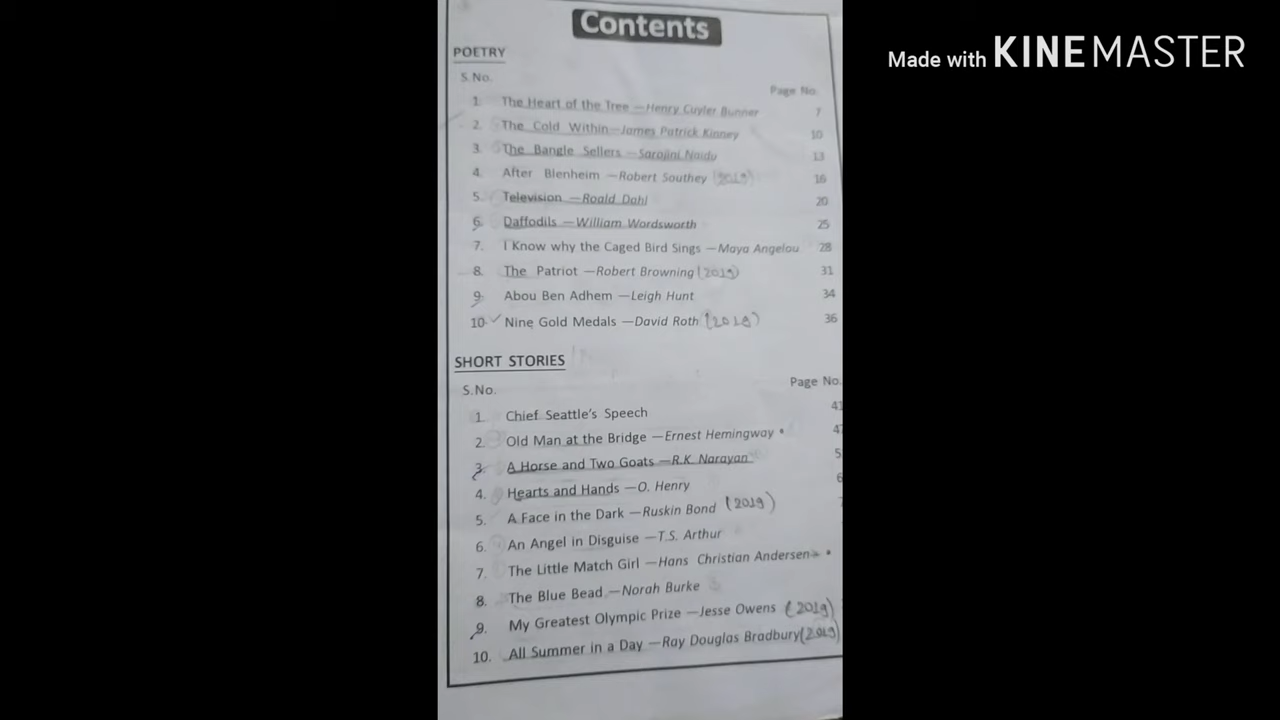 Contents
Made with KINEMASTER
POETRY
S.No.
Page No.
1. The Heart of the Tree —Henry Cuyler Bunner 7
2. The Cold Within—James Patrick Kinney 10
3. The Bangle Sellers —Sarojini Naidu 13
4. After Blenheim —Robert Southey (2019) 16
5. Television —Roald Dahl 20
6. Daffodils —William Wordsworth 25
7. I Know why the Caged Bird Sings —Maya Angelou 28
8. The Patriot —Robert Browning (2019) 31
9. Abou Ben Adhem —Leigh Hunt 34
10. Nine Gold Medals —David Roth (2019) 36
SHORT STORIES
S.No.
Page No.
1. Chief Seattle's Speech 41
2. Old Man at the Bridge —Ernest Hemingway
3. A Horse and Two Goats —R.K. Narayan
4. Hearts and Hands —O. Henry
5. A Face in the Dark —Ruskin Bond (2019)
6. An Angel in Disguise —T.S. Arthur
7. The Little Match Girl —Hans Christian Andersen
8. The Blue Bead —Norah Burke
9. My Greatest Olympic Prize —Jesse Owens (2019)
10. All Summer in a Day —Ray Douglas Bradbury (2019)